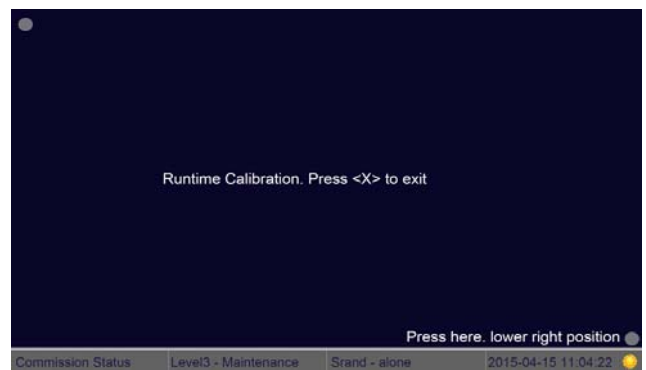 Runtime Calibration. Press <X> to exit
Press here. lower right position
Commission Status Level3 - Maintenance Srand - alone 2015-04-15 11:04:22